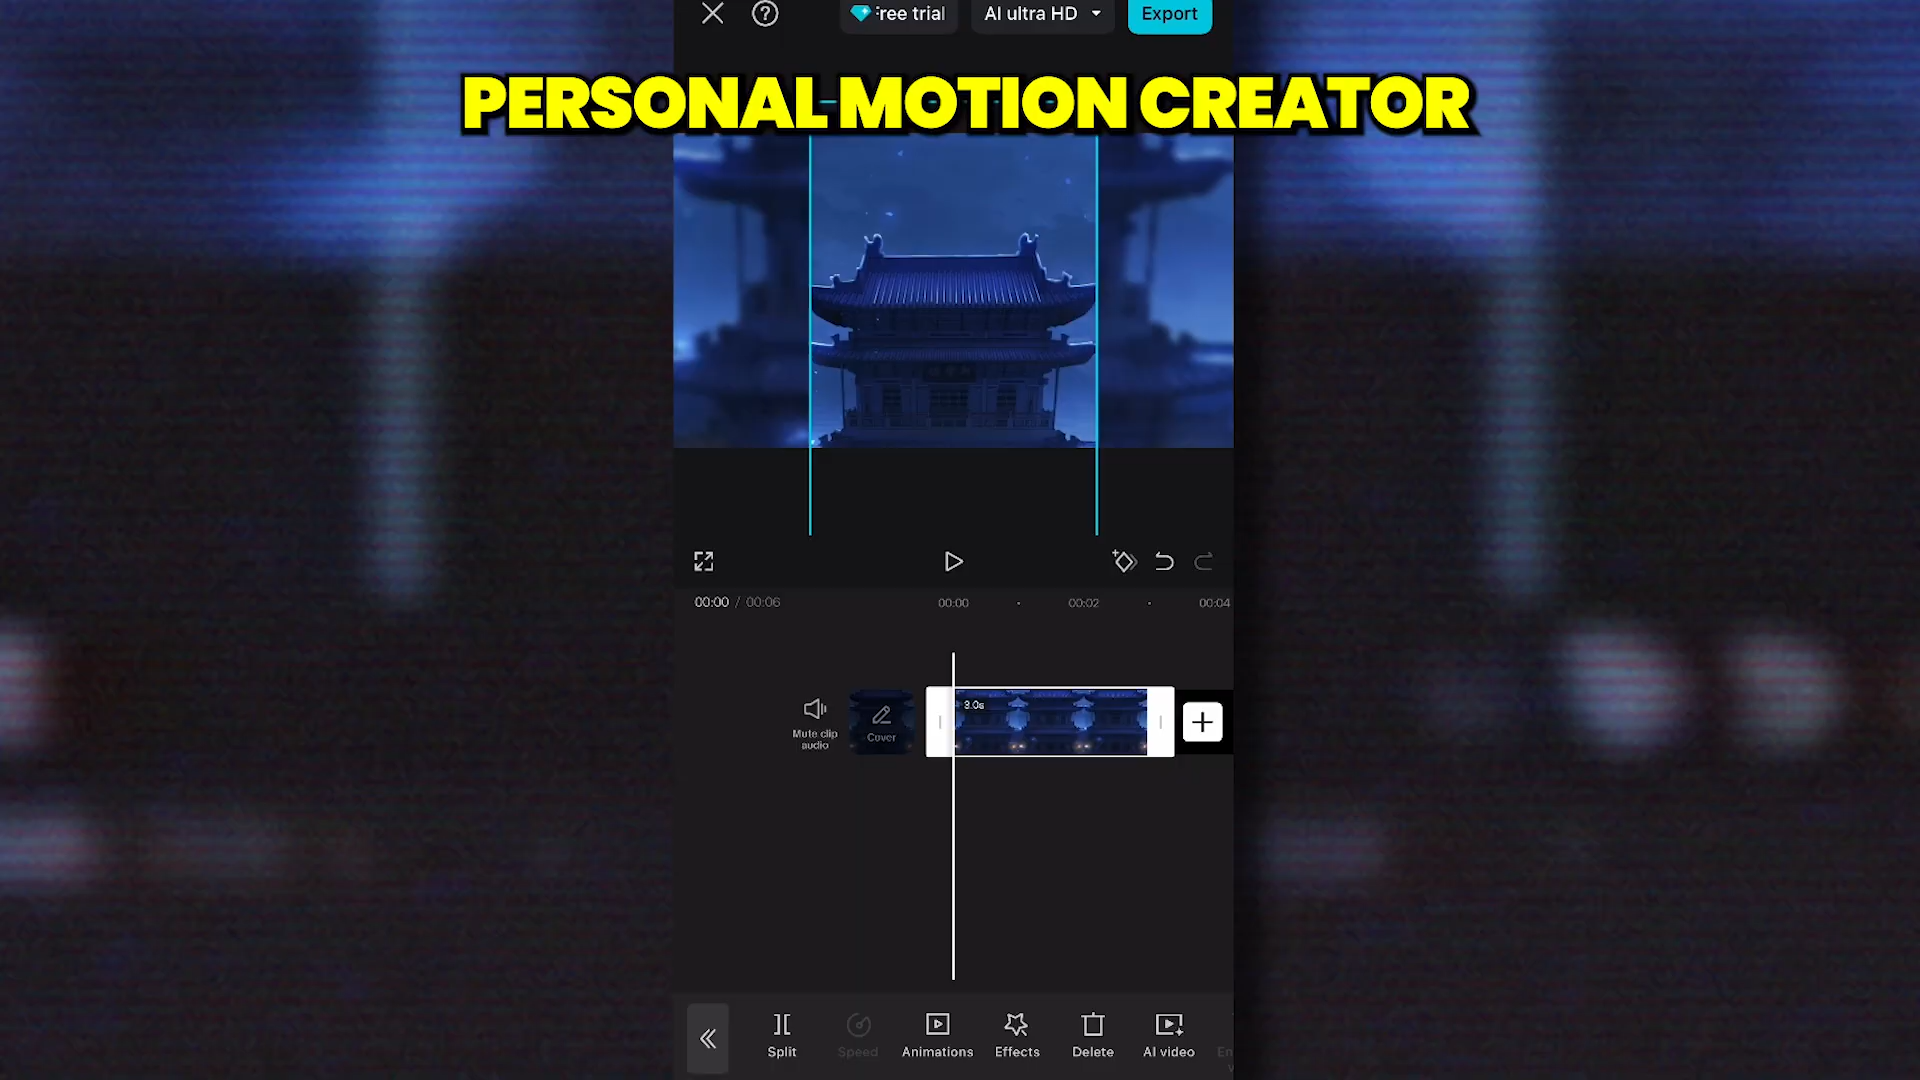 Free trial
AI ultra HD
Export
PERSONAL MOTION CREATOR
00:00 / 00:06
00:00
00:02
00:04
Mute clip
audio
Cover
3.0s
Split
Speed
Animations
Effects
Delete
AI video